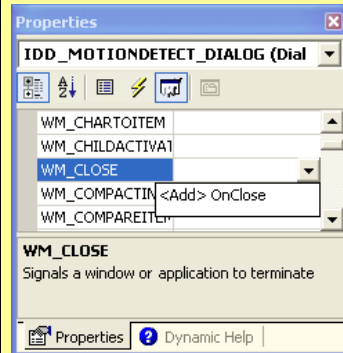 Properties
IDD_MOTIONDETECT_DIALOG (Dial
WM_CHARTOITEM
WM_CHILDACTIVAT
WM_CLOSE
WM_COMPACTIN
<Add> OnClose
WM_COMPAREITEM
WM_CLOSE
Signals a window or application to terminate
Properties
Dynamic Help